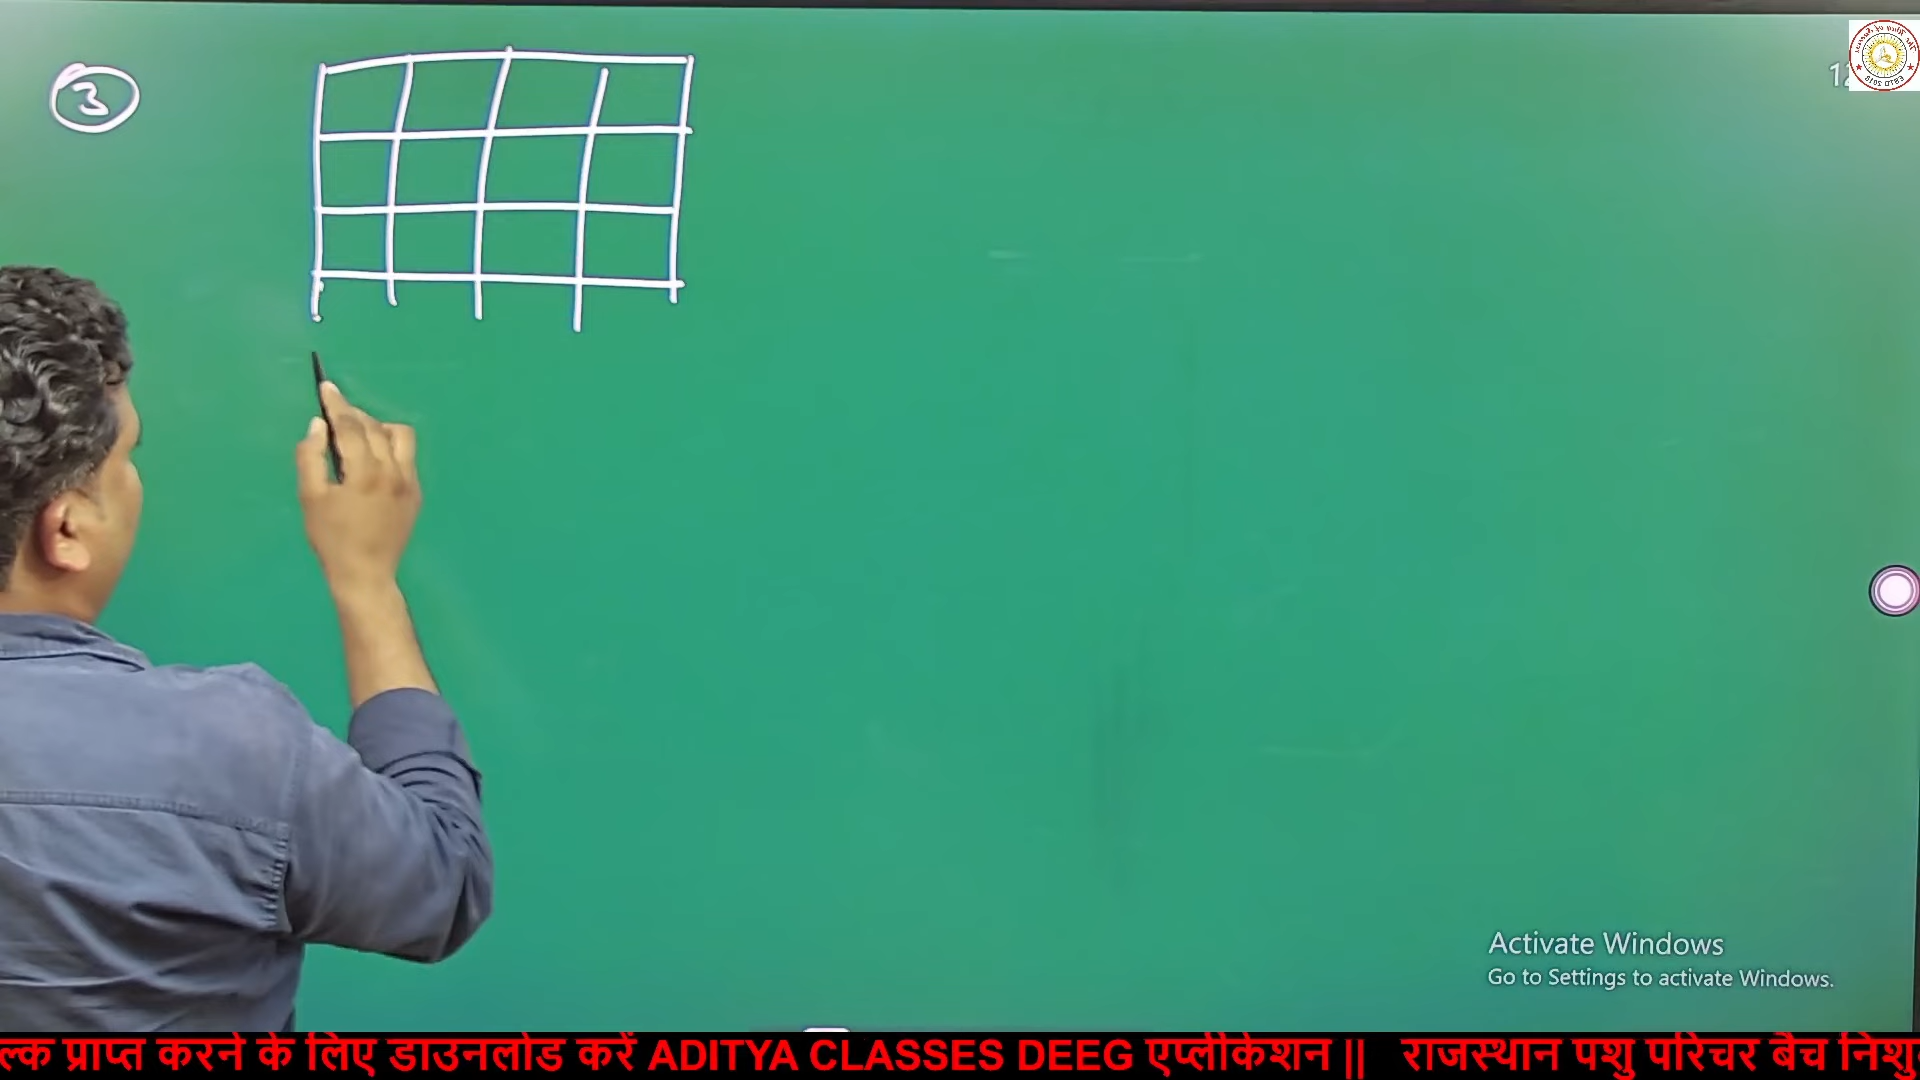 3
12
Activate Windows
Go to Settings to activate Windows.
प्राप्त करने के लिए डाउनलोड करें ADITYA CLASSES DEEG एप्लीकेशन || राजस्थान पशु परिचर बैच